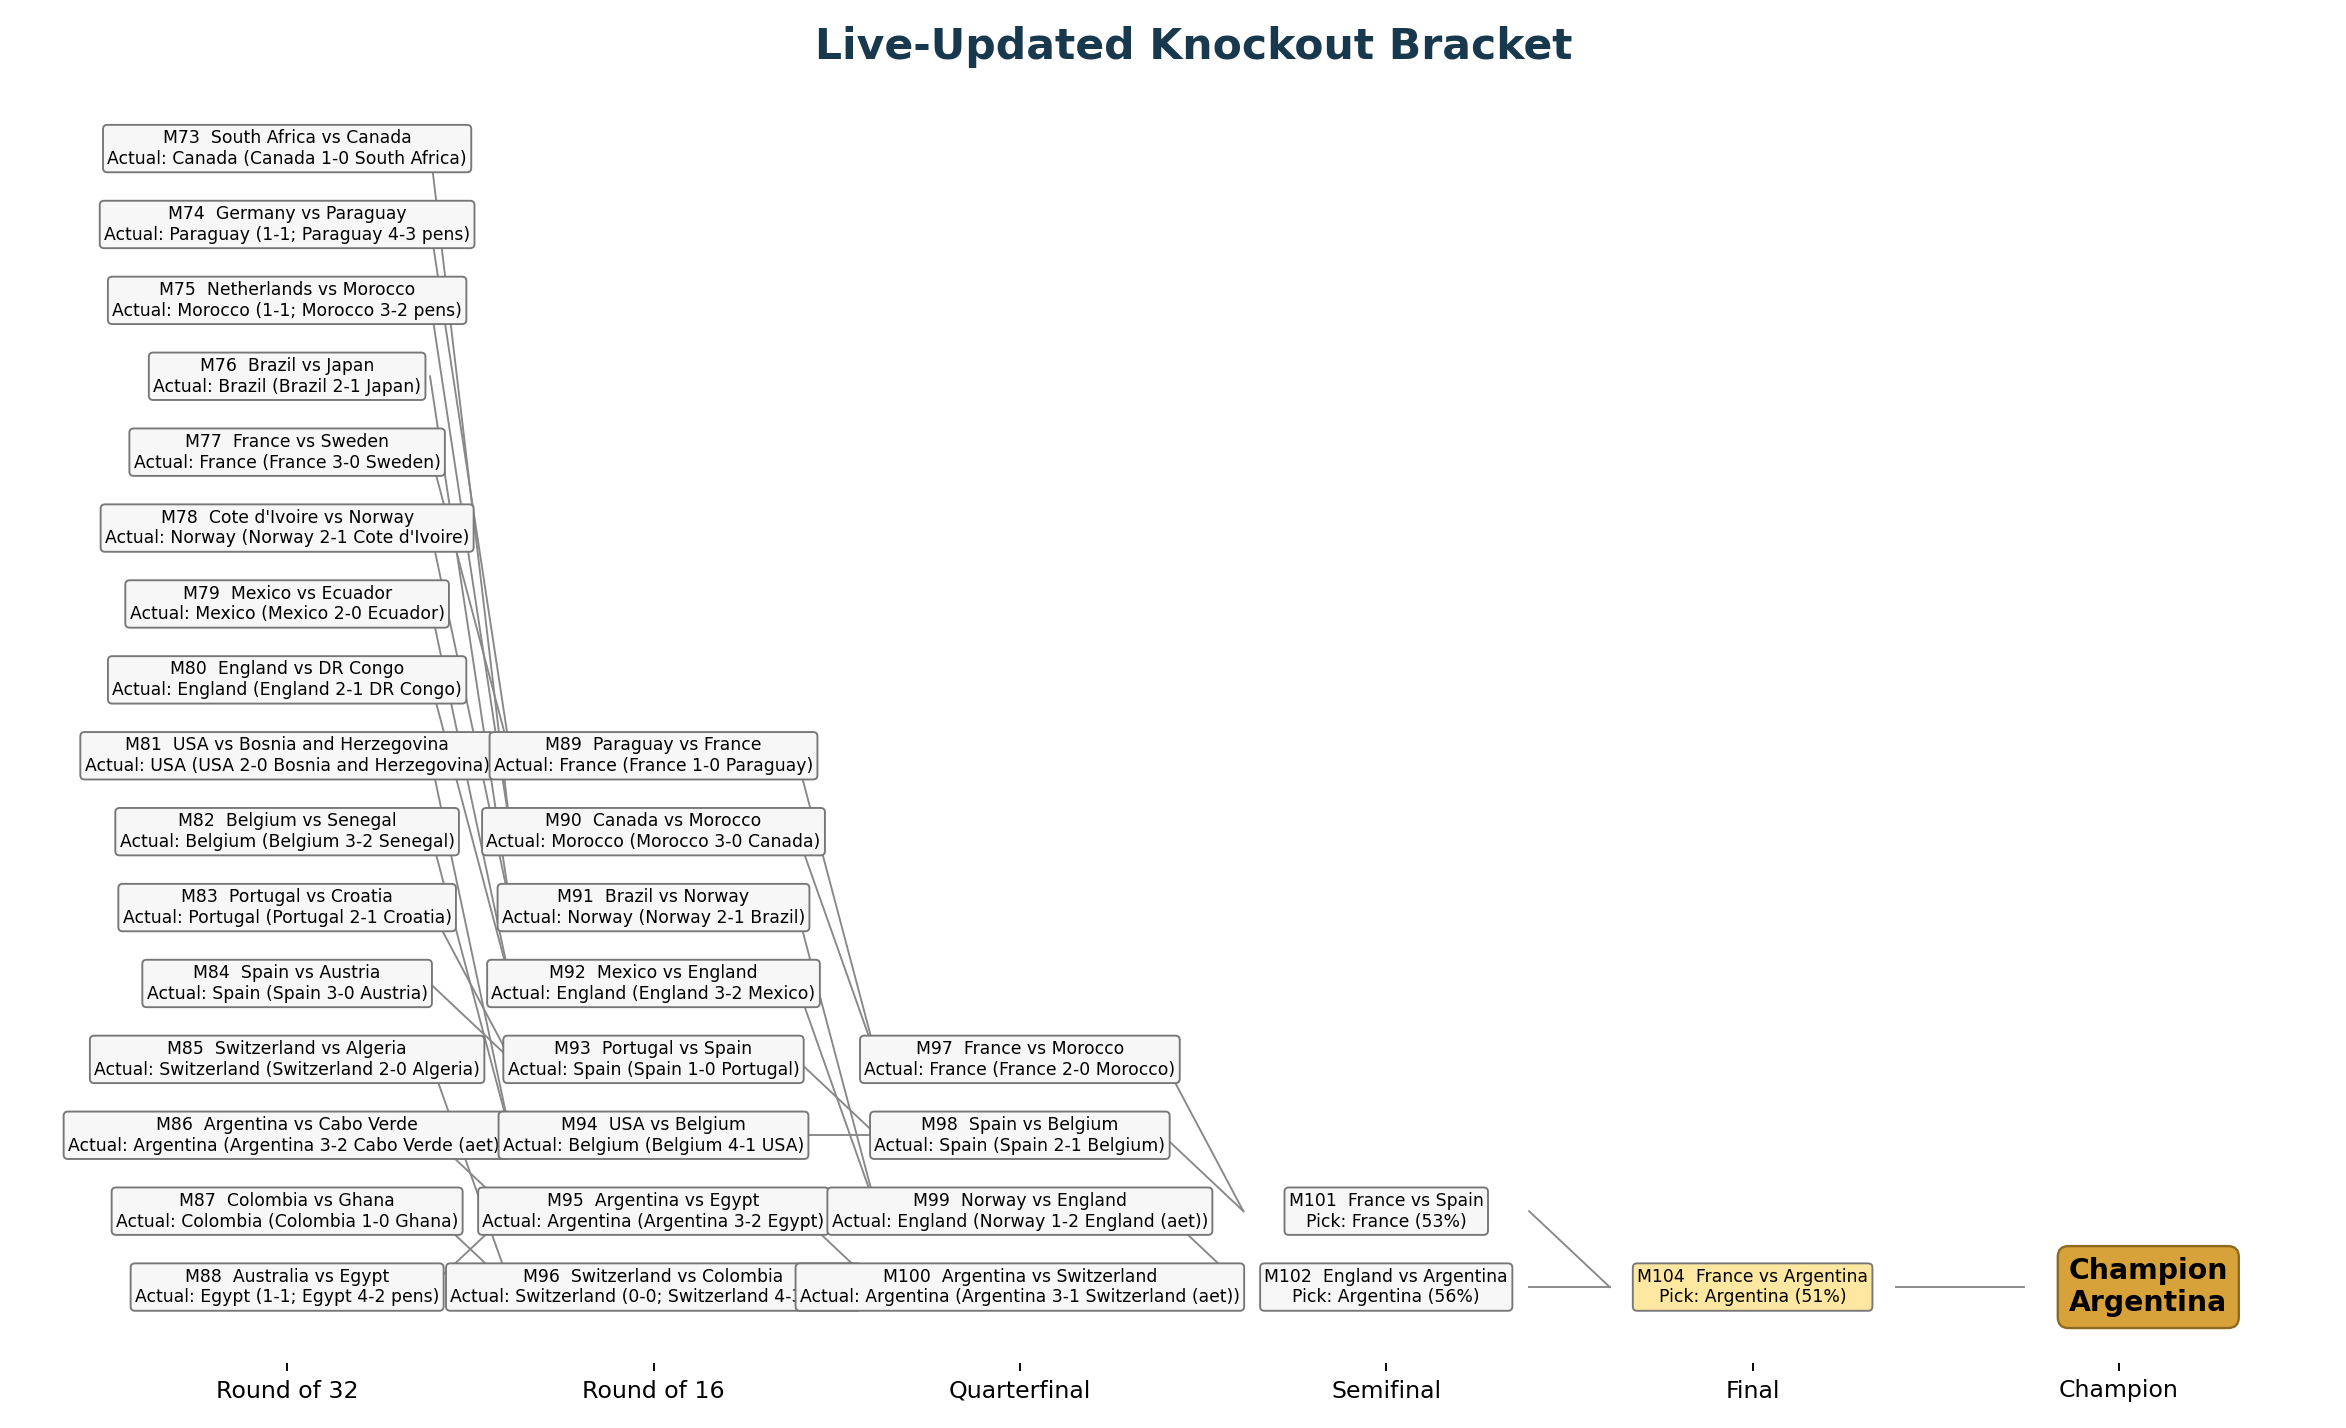 Live-Updated Knockout Bracket
M73  South Africa vs Canada
Actual: Canada (Canada 1-0 South Africa)
M74  Germany vs Paraguay
Actual: Paraguay (1-1; Paraguay 4-3 pens)
M75  Netherlands vs Morocco
Actual: Morocco (1-1; Morocco 3-2 pens)
M76  Brazil vs Japan
Actual: Brazil (Brazil 2-1 Japan)
M77  France vs Sweden
Actual: France (France 3-0 Sweden)
M78  Cote d'Ivoire vs Norway
Actual: Norway (Norway 2-1 Cote d'Ivoire)
M79  Mexico vs Ecuador
Actual: Mexico (Mexico 2-0 Ecuador)
M80  England vs DR Congo
Actual: England (England 2-1 DR Congo)
M81  USA vs Bosnia and Herzegovina
Actual: USA (USA 2-0 Bosnia and Herzegovina)
M82  Belgium vs Senegal
Actual: Belgium (Belgium 3-2 Senegal)
M83  Portugal vs Croatia
Actual: Portugal (Portugal 2-1 Croatia)
M84  Spain vs Austria
Actual: Spain (Spain 3-0 Austria)
M85  Switzerland vs Algeria
Actual: Switzerland (Switzerland 2-0 Algeria)
M86  Argentina vs Cabo Verde
Actual: Argentina (Argentina 3-2 Cabo Verde (aet)
M87  Colombia vs Ghana
Actual: Colombia (Colombia 1-0 Ghana)
M88  Australia vs Egypt
Actual: Egypt (1-1; Egypt 4-2 pens)
M89  Paraguay vs France
Actual: France (France 1-0 Paraguay)
M90  Canada vs Morocco
Actual: Morocco (Morocco 3-0 Canada)
M91  Brazil vs Norway
Actual: Norway (Norway 2-1 Brazil)
M92  Mexico vs England
Actual: England (England 3-2 Mexico)
M93  Portugal vs Spain
Actual: Spain (Spain 1-0 Portugal)
M94  USA vs Belgium
Actual: Belgium (Belgium 4-1 USA)
M95  Argentina vs Egypt
Actual: Argentina (Argentina 3-2 Egypt)
M96  Switzerland vs Colombia
Actual: Switzerland (0-0; Switzerland
M97  France vs Morocco
Actual: France (France 2-0 Morocco)
M98  Spain vs Belgium
Actual: Spain (Spain 2-1 Belgium)
M99  Norway vs England
Actual: England (Norway 1-2 England (aet))
M100  Argentina vs Switzerland
Actual: Argentina (Argentina 3-1 Switzerland (aet))
M101  France vs Spain
Pick: France (53%)
M102  England vs Argentina
Pick: Argentina (56%)
M104  France vs Argentina
Pick: Argentina (51%)
Champion
Argentina
Round of 32
Round of 16
Quarterfinal
Semifinal
Final
Champion